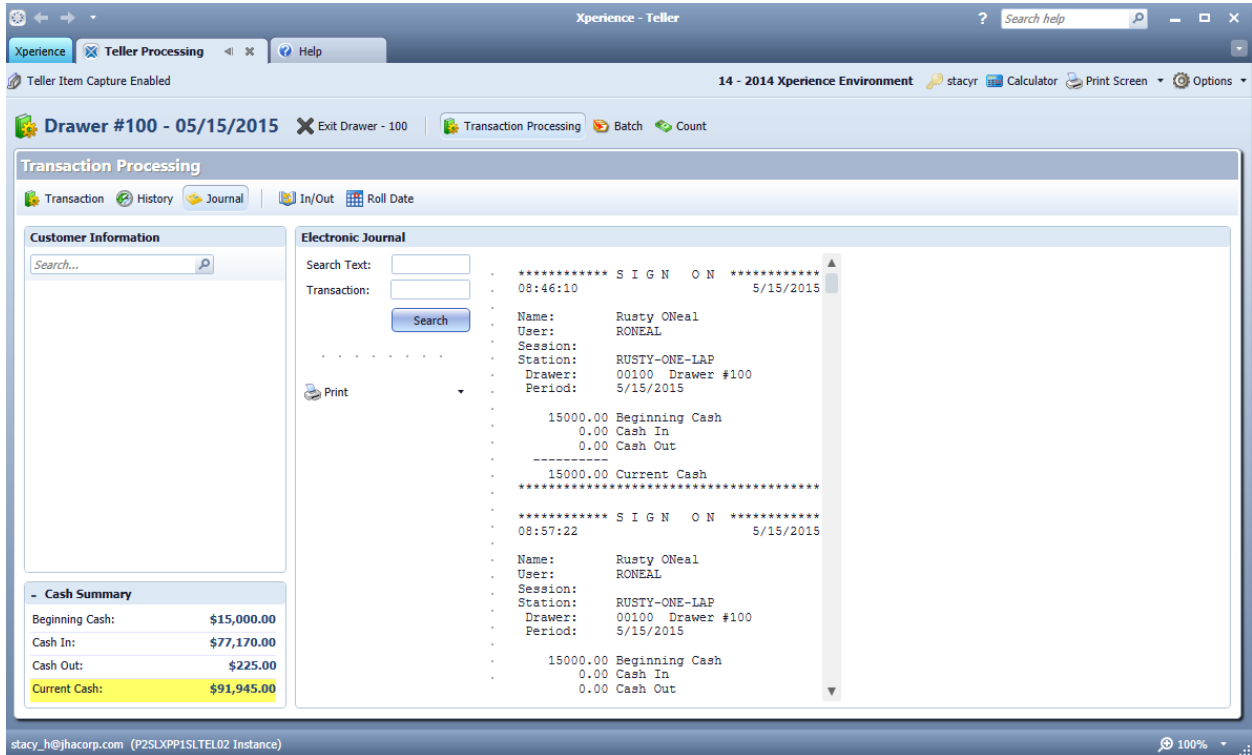 Xperience - Teller
? Search help
Xperience Teller Processing Help
Teller Item Capture Enabled
14 - 2014 Xperience Environment stacyr Calculator Print Screen Options
Drawer #100 - 05/15/2015 Exit Drawer - 100 Transaction Processing Batch Count
Transaction Processing
Transaction History Journal In/Out Roll Date
Customer Information
Search...
- Cash Summary
Beginning Cash: $15,000.00
Cash In: $77,170.00
Cash Out: $225.00
Current Cash: $91,945.00
Electronic Journal
Search Text:
Transaction:
Search
Print
************ S I G N   O N ************
08:46:10 5/15/2015
Name: Rusty ONeal
User: RONEAL
Session:
Station: RUSTY-ONE-LAP
Drawer: 00100 Drawer #100
Period: 5/15/2015
15000.00 Beginning Cash
0.00 Cash In
0.00 Cash Out
----------
15000.00 Current Cash
****************************************
************ S I G N   O N ************
08:57:22 5/15/2015
Name: Rusty ONeal
User: RONEAL
Session:
Station: RUSTY-ONE-LAP
Drawer: 00100 Drawer #100
Period: 5/15/2015
15000.00 Beginning Cash
0.00 Cash In
0.00 Cash Out
stacy_h@jhacorp.com (P2SLXPP1SLTEL02 Instance)
100%